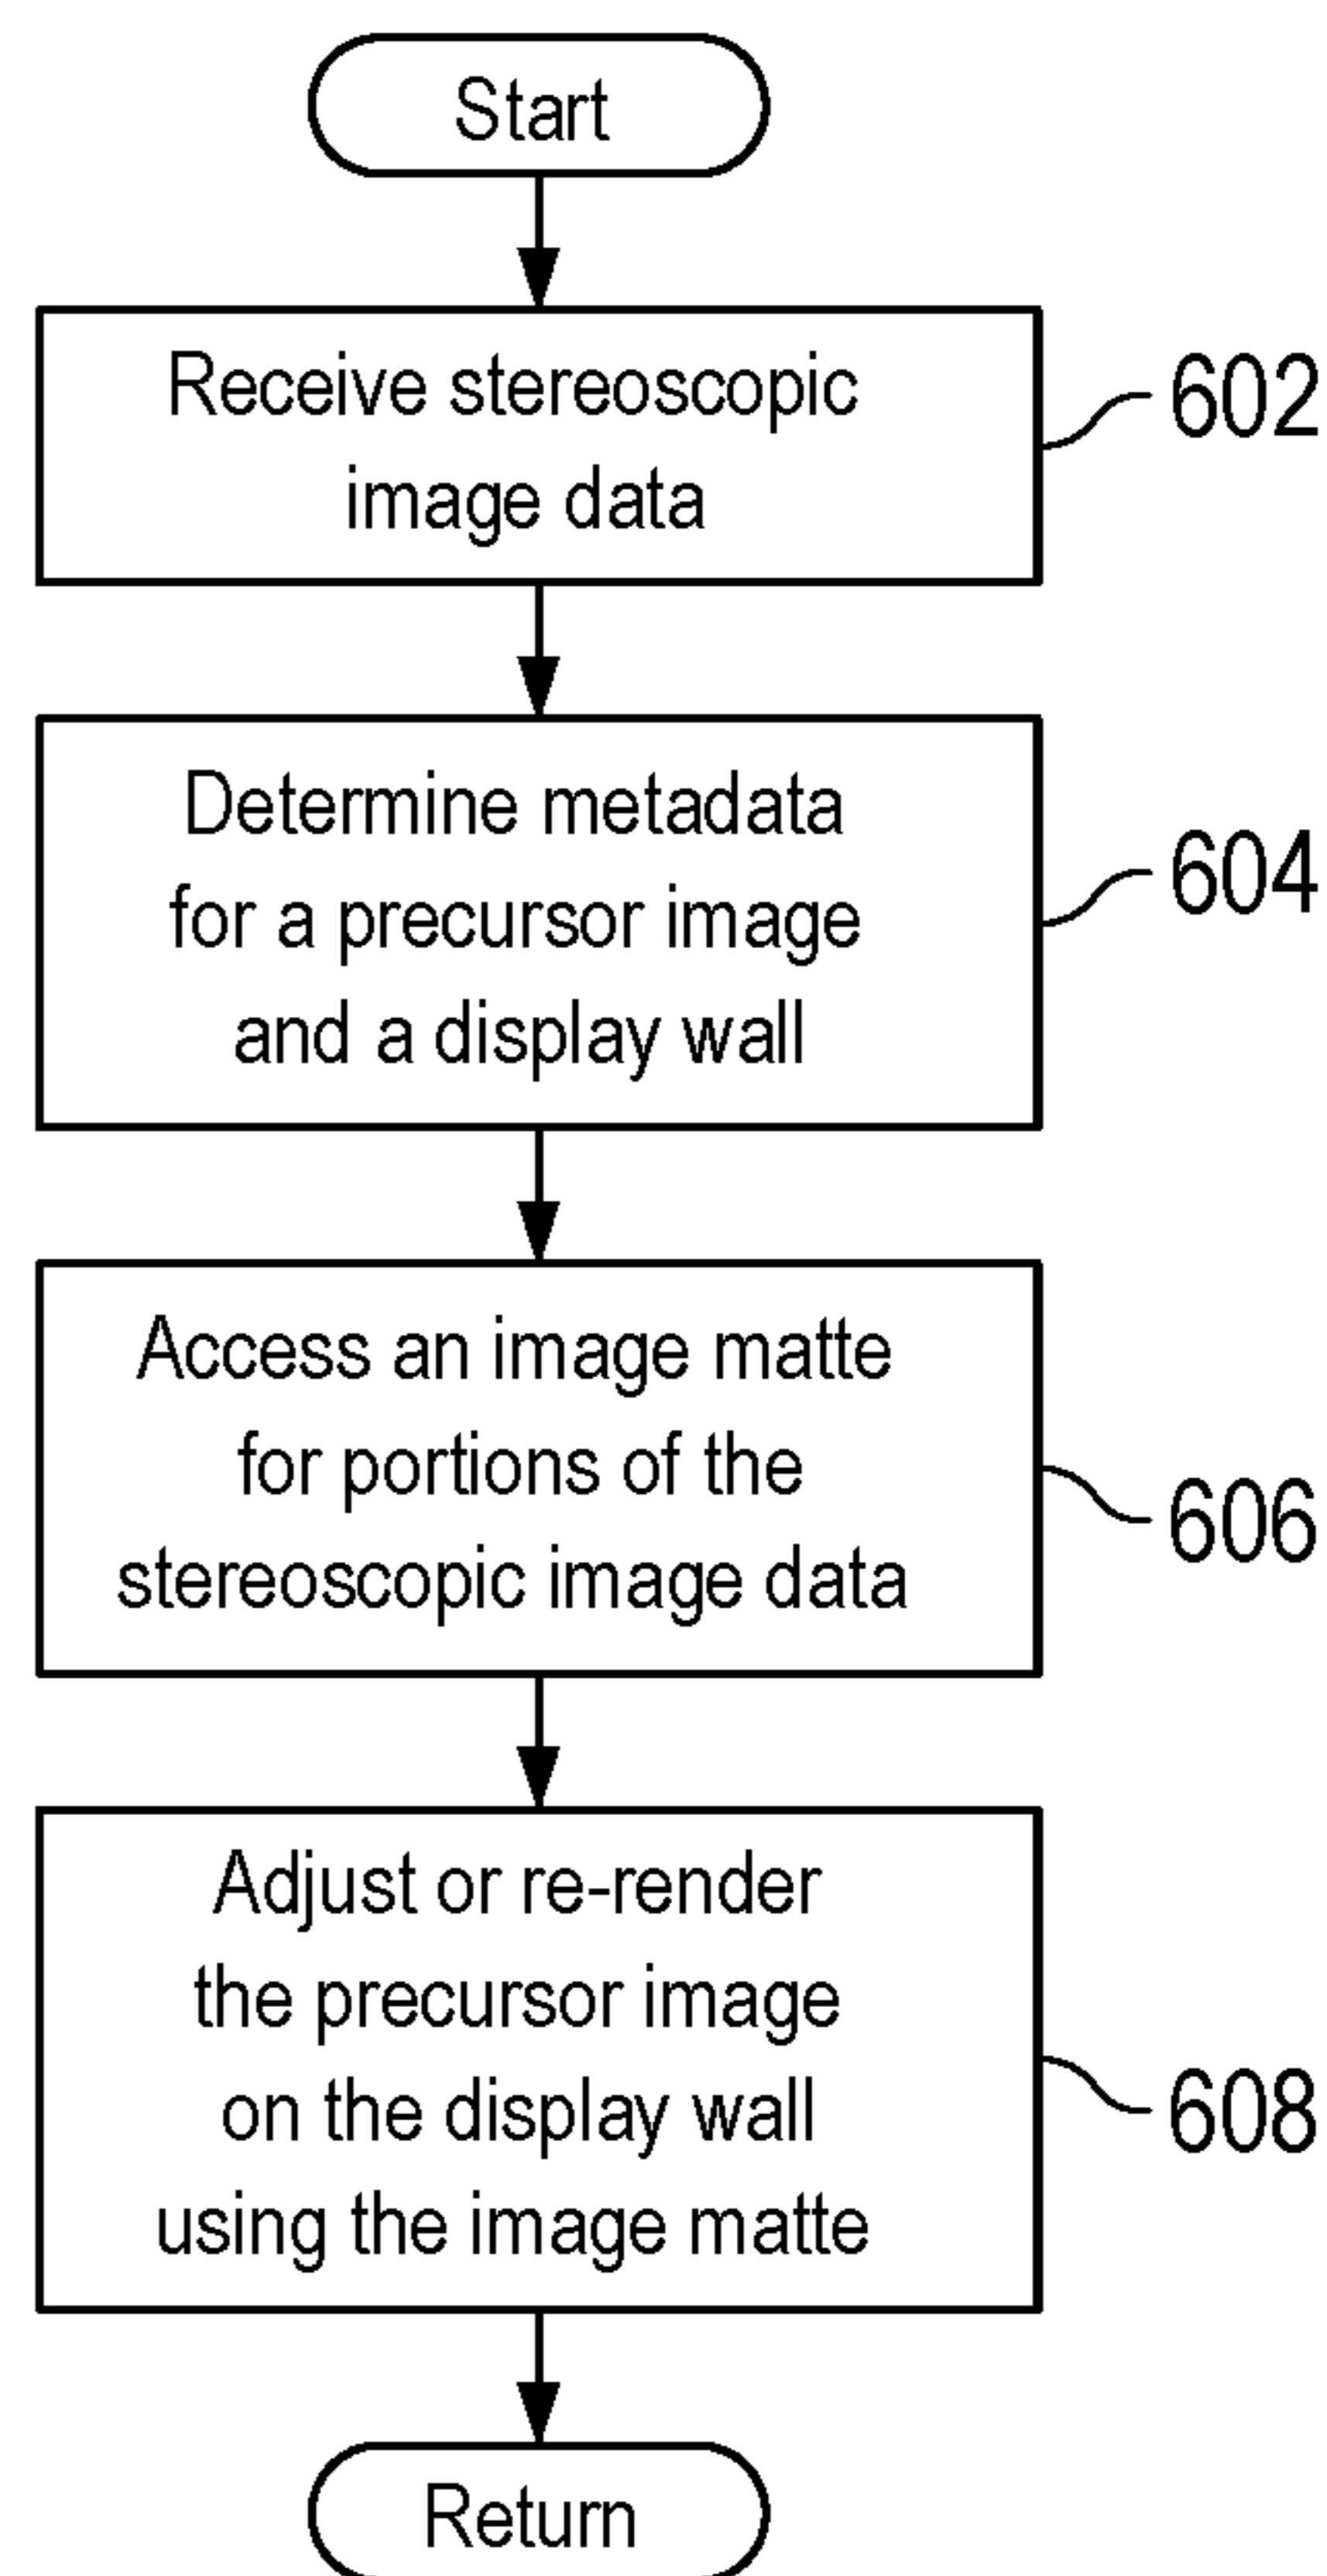 Start
Receive stereoscopic
image data
602
Determine metadata
for a precursor image
and a display wall
604
Access an image matte
for portions of the
stereoscopic image data
606
Adjust or re-render
the precursor image
on the display wall
using the image matte
608
Return